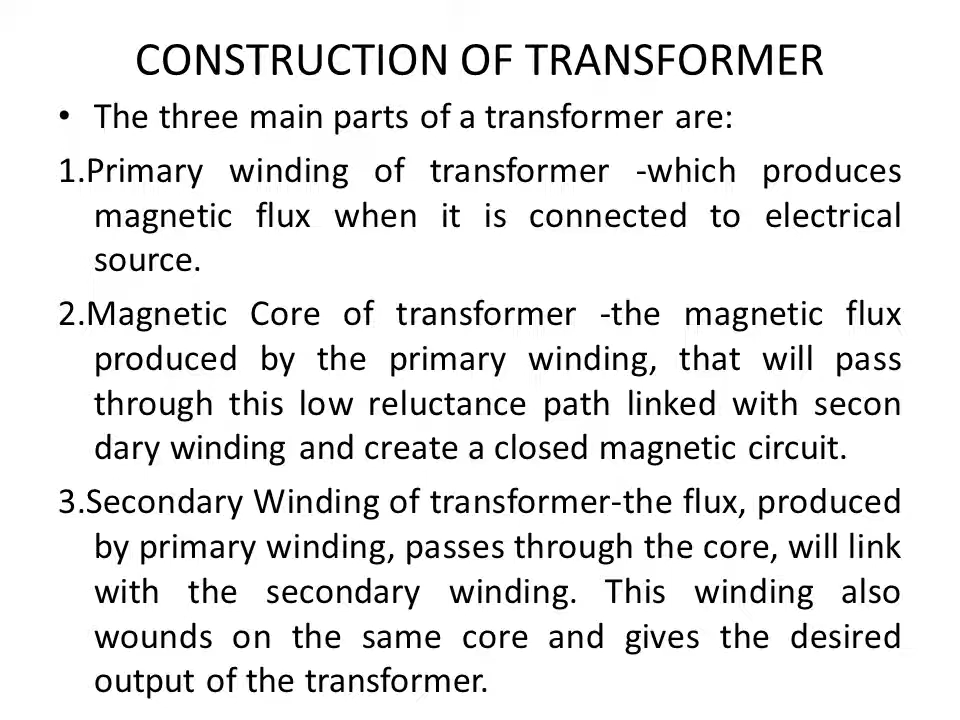 CONSTRUCTION OF TRANSFORMER
• The three main parts of a transformer are:
1.Primary winding of transformer -which produces
magnetic flux when it is connected to electrical
source.
2.Magnetic Core of transformer -the magnetic flux
produced by the primary winding, that will pass
through this low reluctance path linked with secon
dary winding and create a closed magnetic circuit.
3.Secondary Winding of transformer-the flux, produced
by primary winding, passes through the core, will link
with the secondary winding. This winding also
wounds on the same core and gives the desired
output of the transformer.